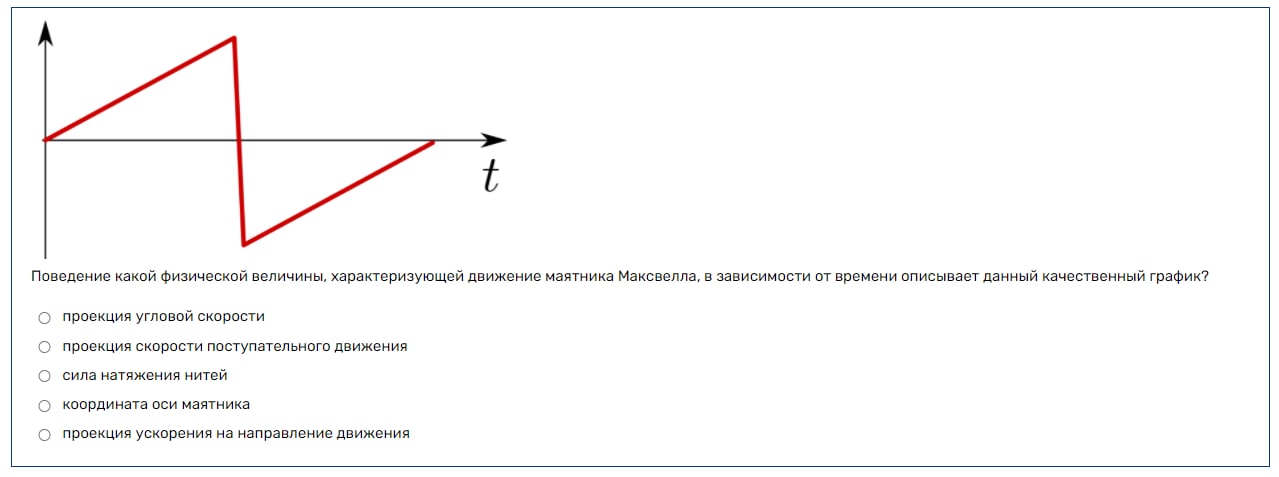 t
Поведение какой физической величины, характеризующей движение маятника Максвелла, в зависимости от времени описывает данный качественный график?
проекция угловой скорости
проекция скорости поступательного движения
сила натяжения нитей
координата оси маятника
проекция ускорения на направление движения